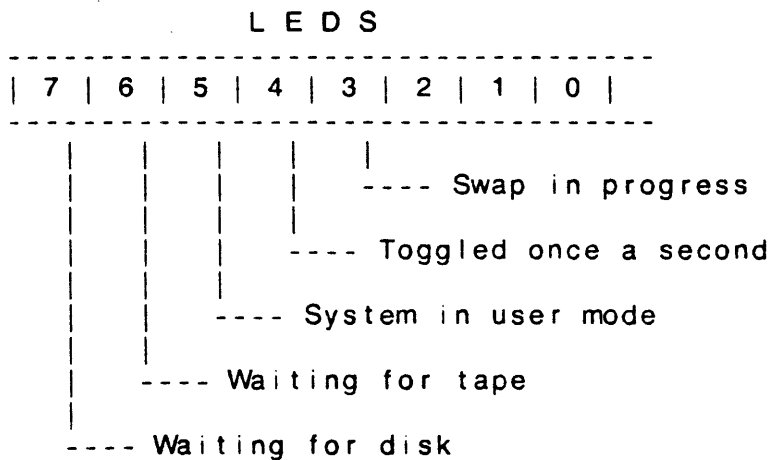 L E D S
| 7 | 6 | 5 | 4 | 3 | 2 | 1 | 0 |
---- Swap in progress
---- Toggled once a second
---- System in user mode
---- Waiting for tape
---- Waiting for disk